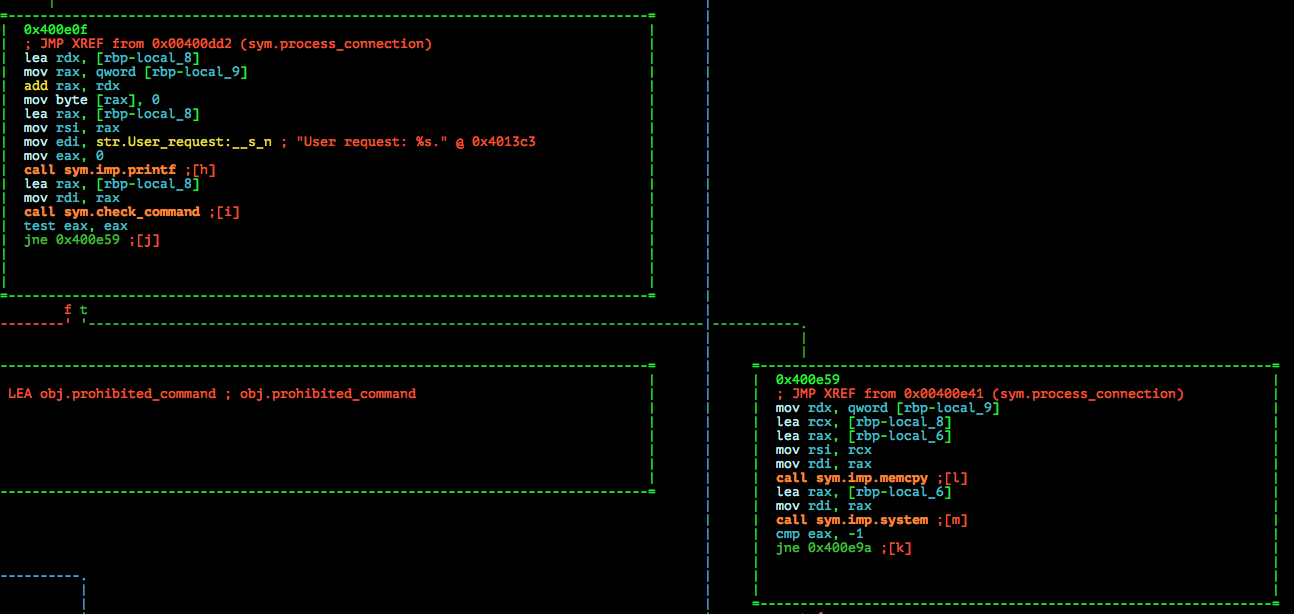 0x400e0f
; JMP XREF from 0x00400dd2 (sym.process_connection)
lea rdx, [rbp-local_8]
mov rax, qword [rbp-local_9]
add rax, rdx
mov byte [rax], 0
lea rax, [rbp-local_8]
mov rsi, rax
mov edi, str.User_request:__s_n ; "User request: %s." @ 0x4013c3
mov eax, 0
call sym.imp.printf ;[h]
lea rax, [rbp-local_8]
mov rdi, rax
call sym.check_command ;[i]
test eax, eax
jne 0x400e59 ;[j]
f t
LEA obj.prohibited_command ; obj.prohibited_command
0x400e59
; JMP XREF from 0x00400e41 (sym.process_connection)
mov rdx, qword [rbp-local_9]
lea rcx, [rbp-local_8]
lea rax, [rbp-local_6]
mov rsi, rcx
mov rdi, rax
call sym.imp.memcpy ;[l]
lea rax, [rbp-local_6]
mov rdi, rax
call sym.imp.system ;[m]
cmp eax, -1
jne 0x400e9a ;[k]